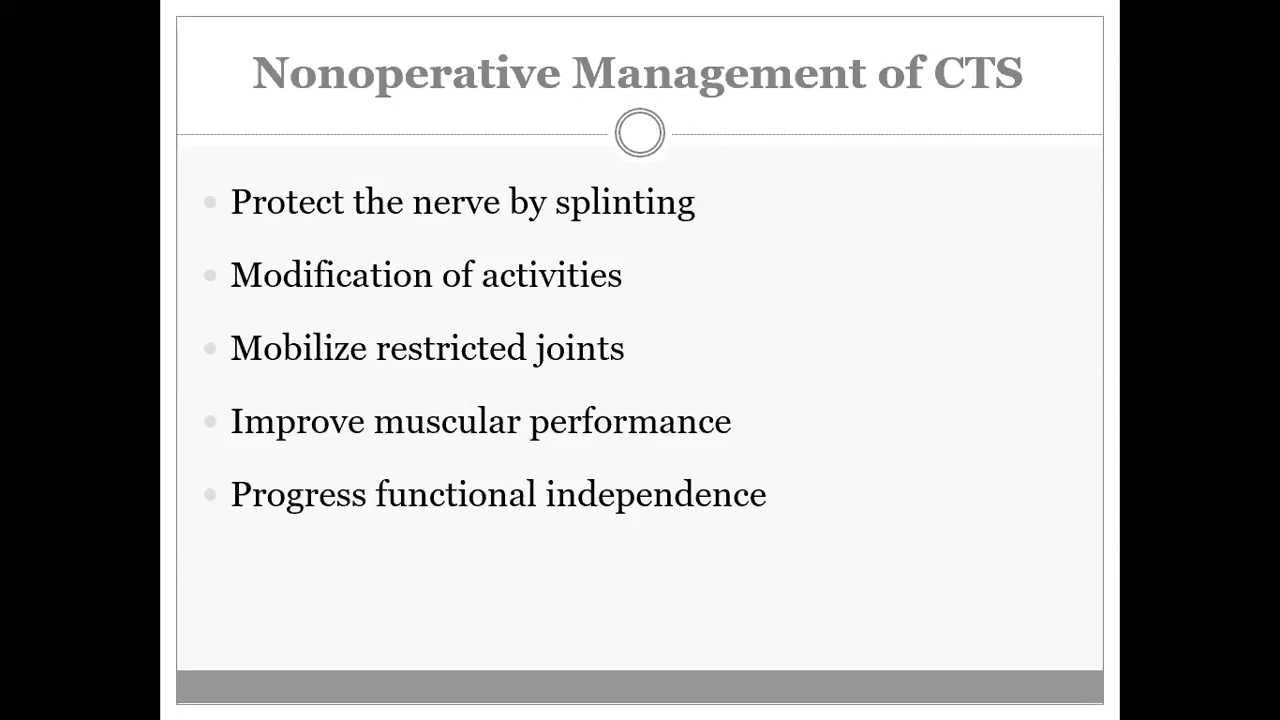 Nonoperative Management of CTS
Protect the nerve by splinting
Modification of activities
Mobilize restricted joints
Improve muscular performance
Progress functional independence